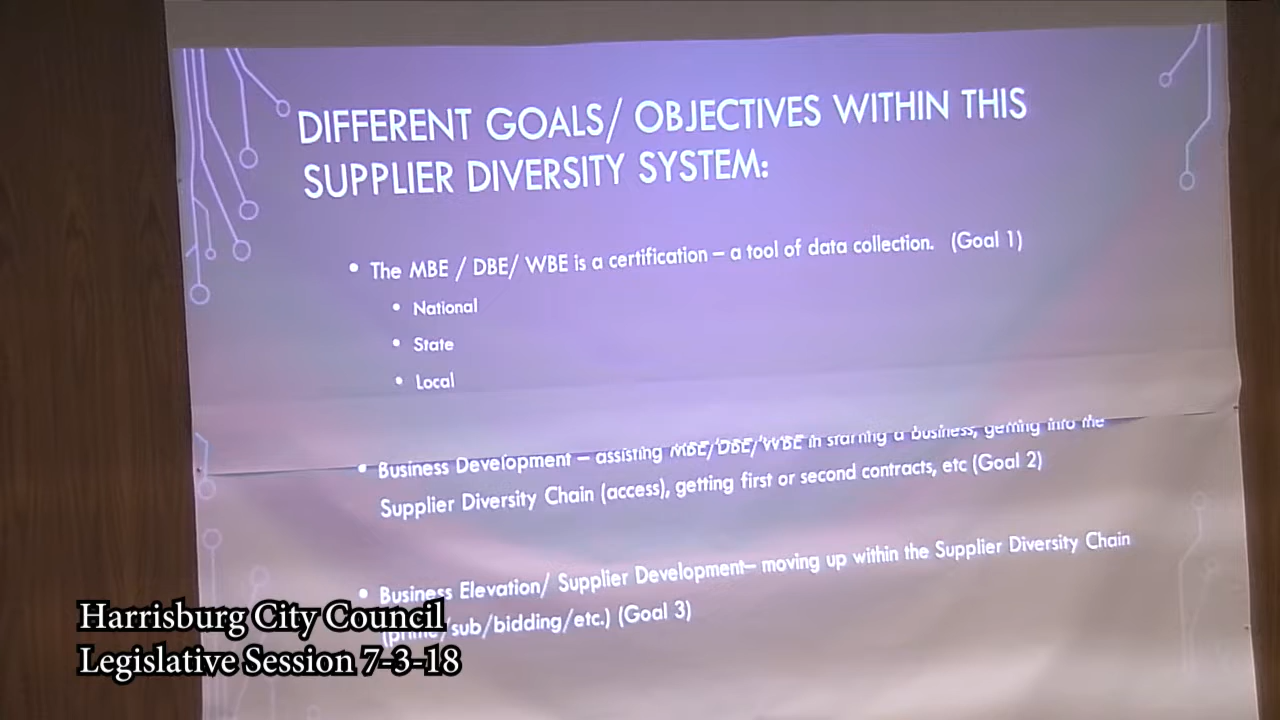 DIFFERENT GOALS/ OBJECTIVES WITHIN THIS
SUPPLIER DIVERSITY SYSTEM:
• The MBE / DBE/ WBE is a certification – a tool of data collection. (Goal 1)
• National
• State
• Local
• Business Development – assisting MBE/DBE/WBE in starting a business, getting into the
Supplier Diversity Chain (access), getting first or second contracts, etc (Goal 2)
• Business Elevation/ Supplier Development– moving up within the Supplier Diversity Chain
(prime/sub/bidding/etc.) (Goal 3)
Harrisburg City Council
Legislative Session 7-3-18